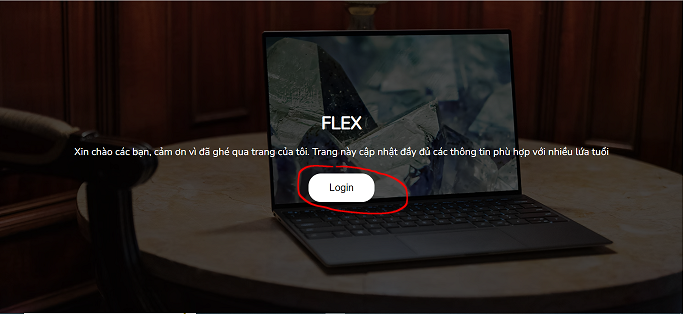 FLEX
Xin chào các bạn, cảm ơn vì đã ghé qua trang của tôi. Trang này cập nhật đầy đủ các thông tin phù hợp với nhiều lứa tuổi
Login